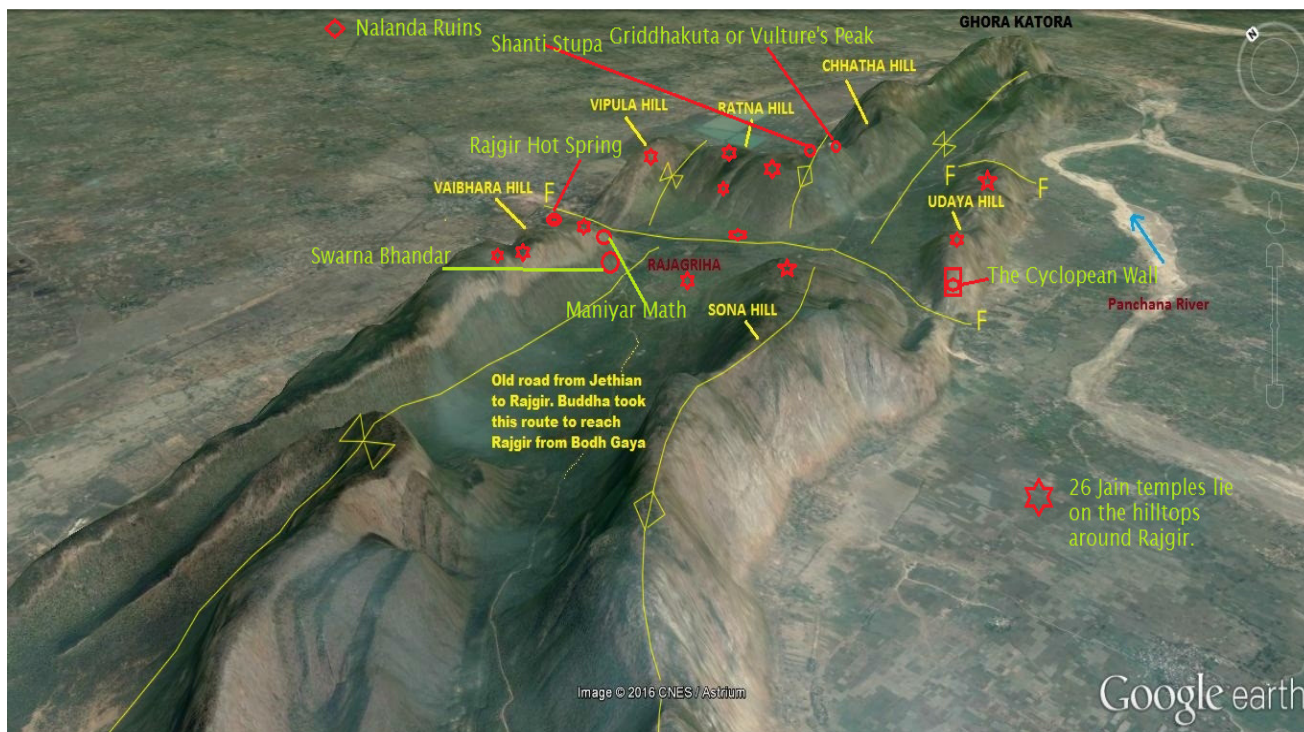 GHORA KATORA
N
Nalanda Ruins
Griddhakuta or Vulture's Peak
Shanti Stupa
CHHATHA HILL
VIPULA HILL
RATNA HILL
Rajgir Hot Spring
VAIBHARA HILL
F
F
F
UDAYA HILL
Swarna Bhandar
RAJAGRIHA
The Cyclopean Wall
Maniyar Math
SONA HILL
Panchana River
F
Old road from Jethian
to Rajgir. Buddha took
this route to reach
Rajgir from Bodh Gaya
26 Jain temples lie
on the hilltops
around Rajgir.
Image © 2016 CNES / Astrium
Google earth